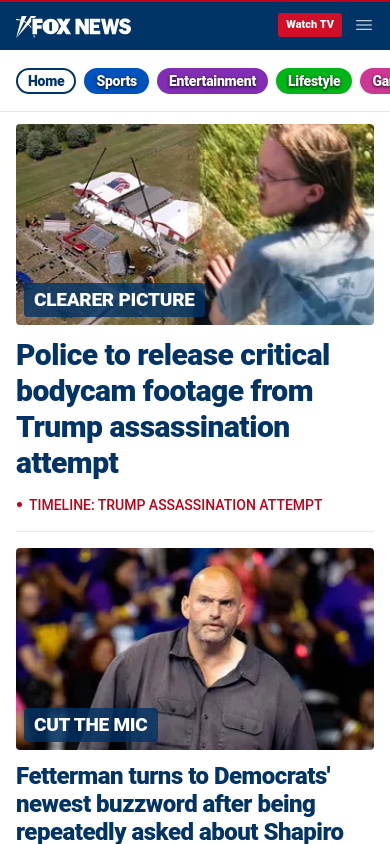 FOX NEWS
Watch TV
Home
Sports
Entertainment
Lifestyle
Ga
CLEARER PICTURE
Police to release critical
bodycam footage from
Trump assassination
attempt
• TIMELINE: TRUMP ASSASSINATION ATTEMPT
CUT THE MIC
Fetterman turns to Democrats'
newest buzzword after being
repeatedly asked about Shapiro